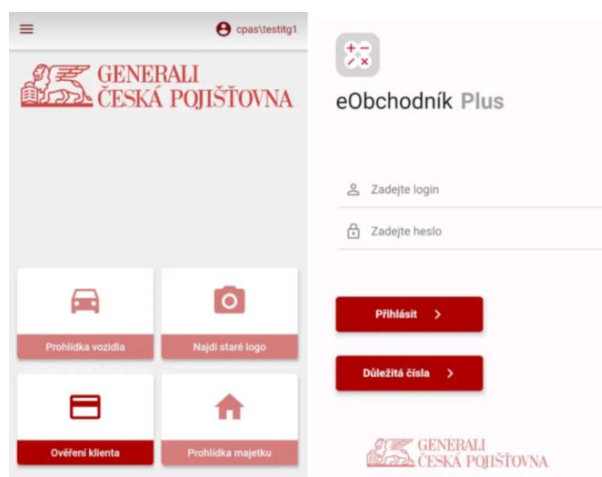 cpas\testitg1
GENERALI
ČESKÁ POJIŠŤOVNA
Prohlídka vozidla
Najdi staré logo
Ověření klienta
Prohlídka majetku
eObchodník Plus
Zadejte login
Zadejte heslo
Přihlásit
Důležitá čísla
GENERALI
ČESKÁ POJIŠŤOVNA